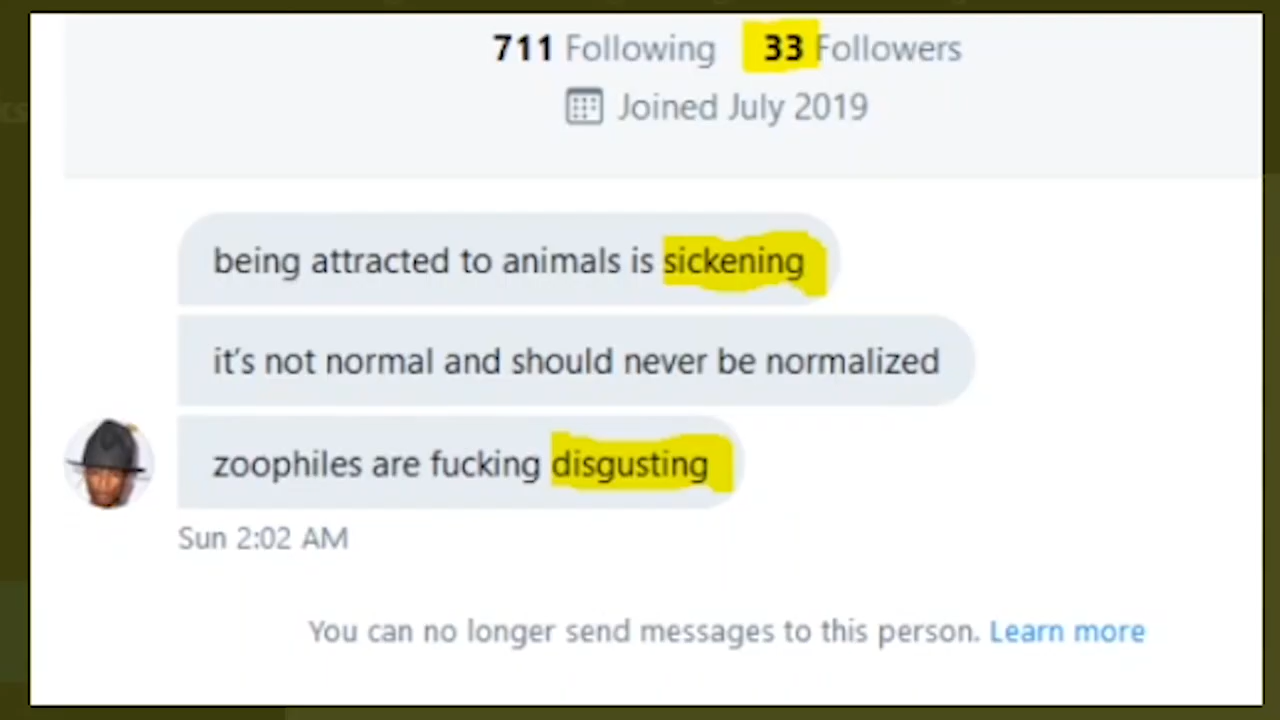 711 Following 33 Followers
Joined July 2019
being attracted to animals is sickening
it's not normal and should never be normalized
zoophiles are fucking disgusting
Sun 2:02 AM
You can no longer send messages to this person. Learn more